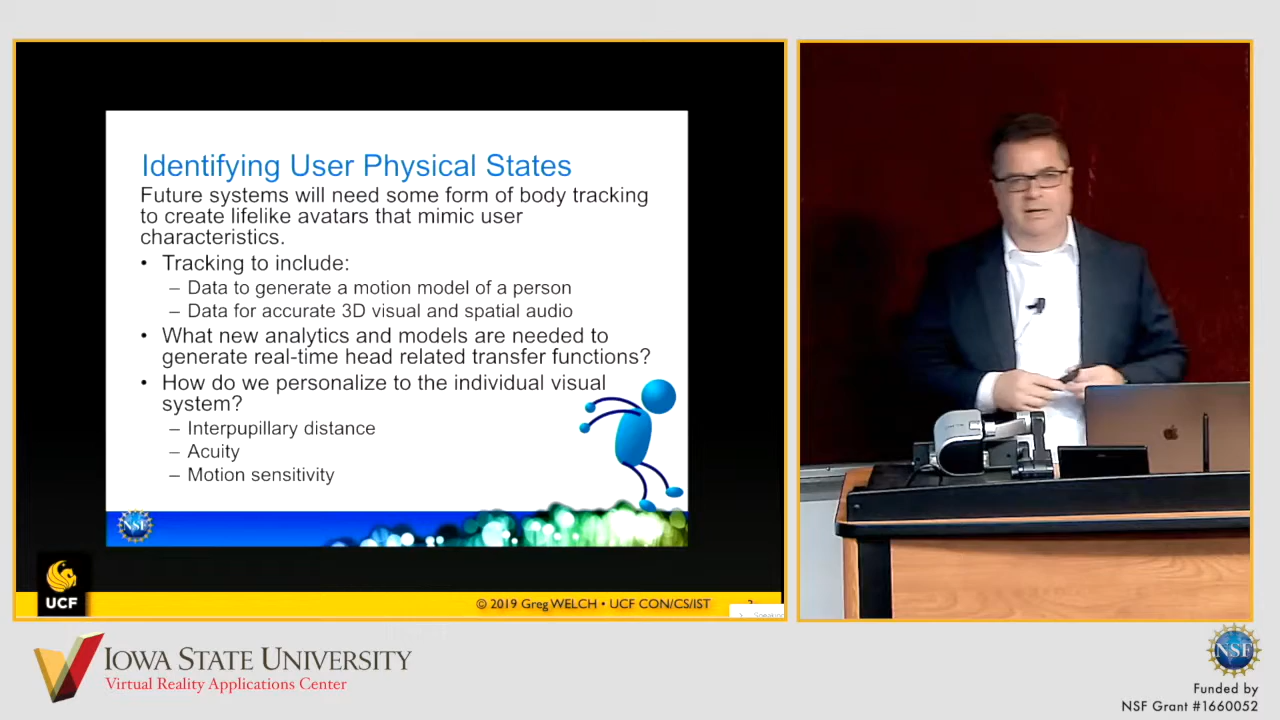 Identifying User Physical States
Future systems will need some form of body tracking
to create lifelike avatars that mimic user
characteristics.
• Tracking to include:
– Data to generate a motion model of a person
– Data for accurate 3D visual and spatial audio
• What new analytics and models are needed to
generate real-time head related transfer functions?
• How do we personalize to the individual visual
system?
– Interpupillary distance
– Acuity
– Motion sensitivity
NSF
UCF
© 2019 Greg WELCH • UCF CON/CS/IST
IOWA STATE UNIVERSITY
Virtual Reality Applications Center
NSF
Funded by
NSF Grant #1660052